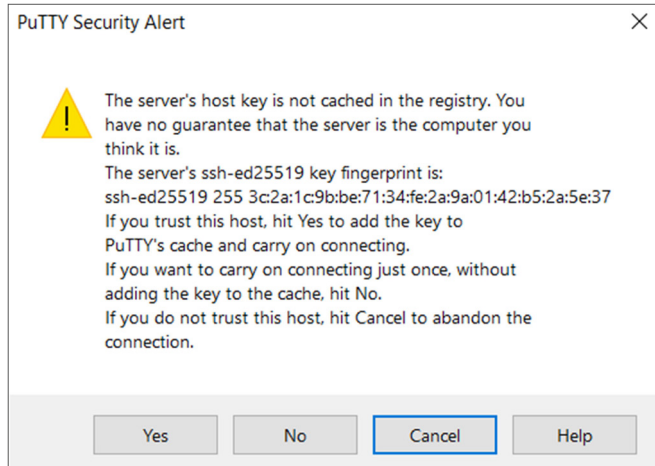 PuTTY Security Alert
The server's host key is not cached in the registry. You
have no guarantee that the server is the computer you
think it is.
The server's ssh-ed25519 key fingerprint is:
ssh-ed25519 255 3c:2a:1c:9b:be:71:34:fe:2a:9a:01:42:b5:2a:5e:37
If you trust this host, hit Yes to add the key to
PuTTY's cache and carry on connecting.
If you want to carry on connecting just once, without
adding the key to the cache, hit No.
If you do not trust this host, hit Cancel to abandon the
connection.
Yes No Cancel Help